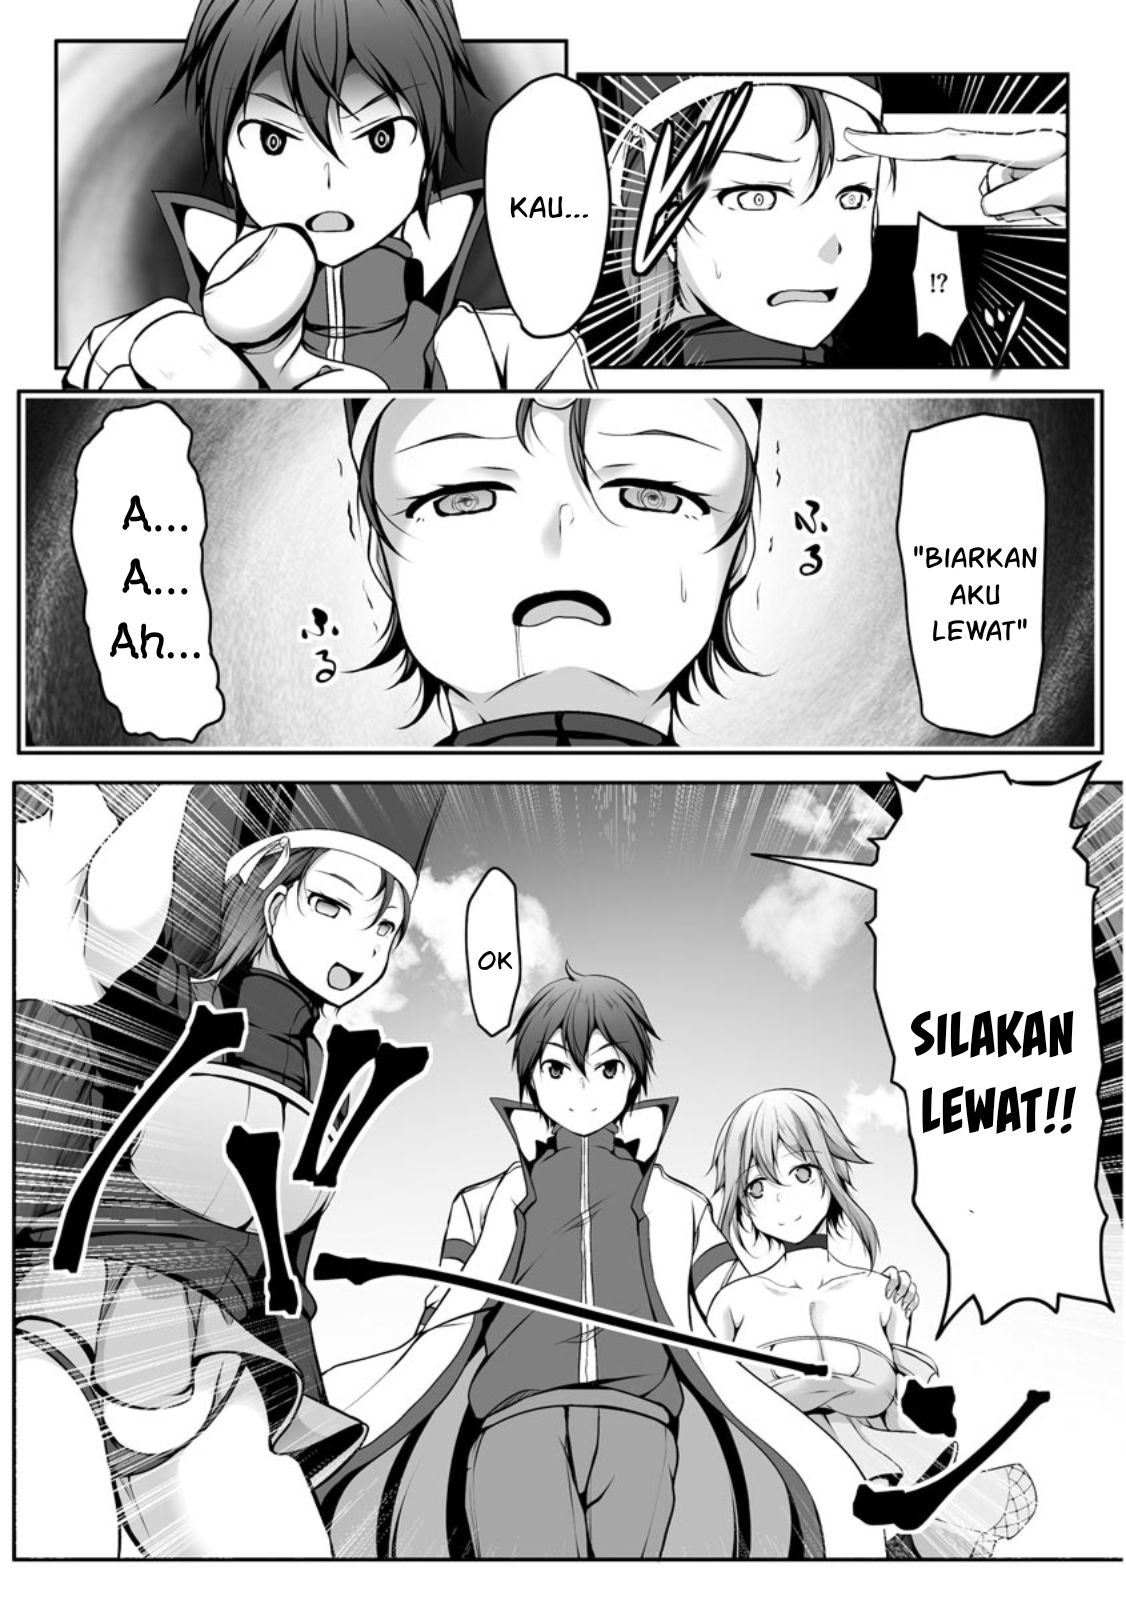 !?
KAU...
"BIARKAN
AKU
LEWAT"
ふる
ふる
A...
A...
Ah...
SILAKAN
LEWAT!!
OK